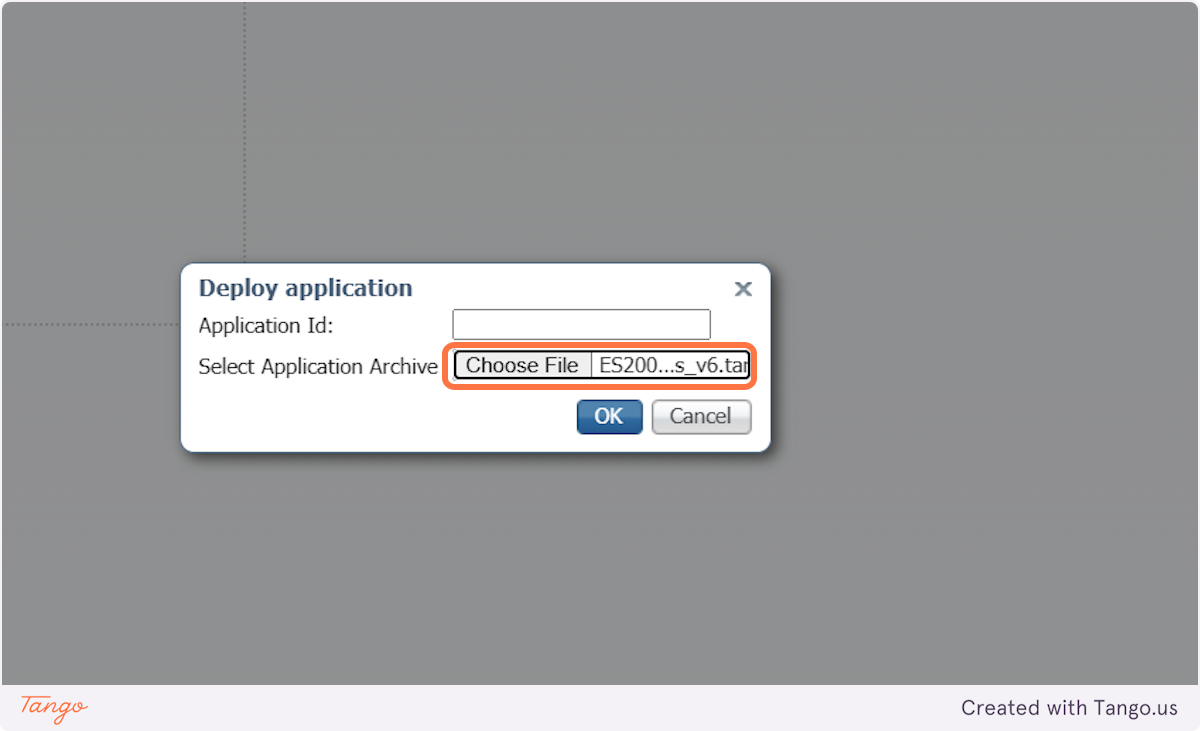 Deploy application
Application Id:
Select Application Archive Choose File ES200...s_v6.tar
OK Cancel
Tango Created with Tango.us